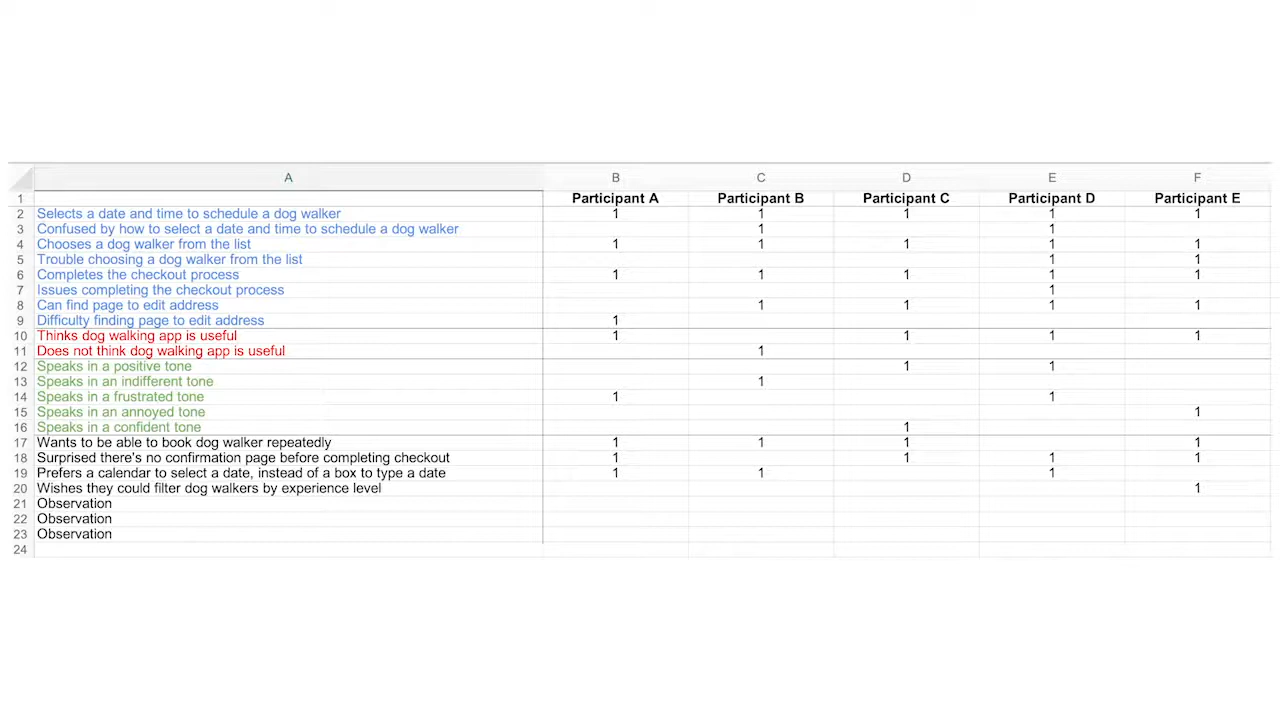 A B C D E F
1 Participant A Participant B Participant C Participant D Participant E
2 Selects a date and time to schedule a dog walker 1 1 1 1 1
3 Confused by how to select a date and time to schedule a dog walker 1 1
4 Chooses a dog walker from the list 1 1 1 1 1
5 Trouble choosing a dog walker from the list 1 1
6 Completes the checkout process 1 1 1 1 1
7 Issues completing the checkout process 1
8 Can find page to edit address 1 1 1 1
9 Difficulty finding page to edit address 1
10 Thinks dog walking app is useful 1 1 1 1
11 Does not think dog walking app is useful 1
12 Speaks in a positive tone 1 1
13 Speaks in an indifferent tone 1
14 Speaks in a frustrated tone 1 1
15 Speaks in an annoyed tone 1
16 Speaks in a confident tone 1
17 Wants to be able to book dog walker repeatedly 1 1 1 1
18 Surprised there's no confirmation page before completing checkout 1 1 1 1
19 Prefers a calendar to select a date, instead of a box to type a date 1 1 1
20 Wishes they could filter dog walkers by experience level 1
21 Observation
22 Observation
23 Observation
24